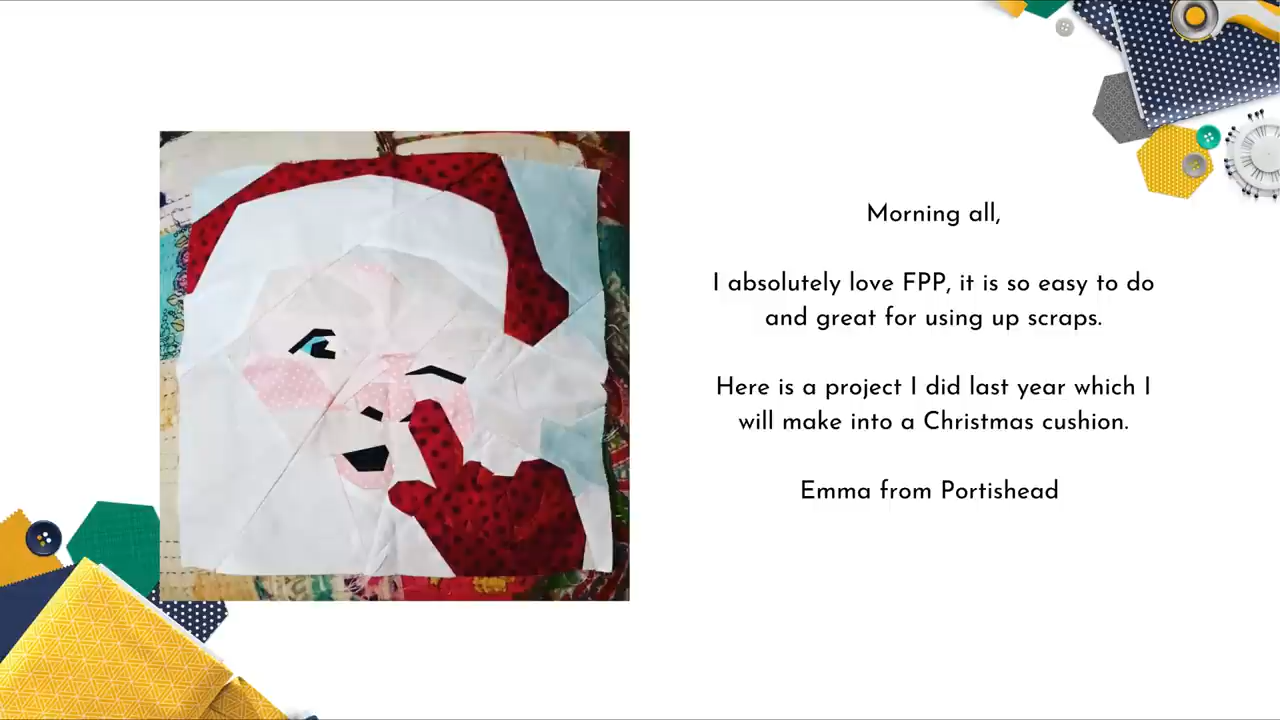 Morning all,
I absolutely love FPP, it is so easy to do
and great for using up scraps.
Here is a project I did last year which I
will make into a Christmas cushion.
Emma from Portishead